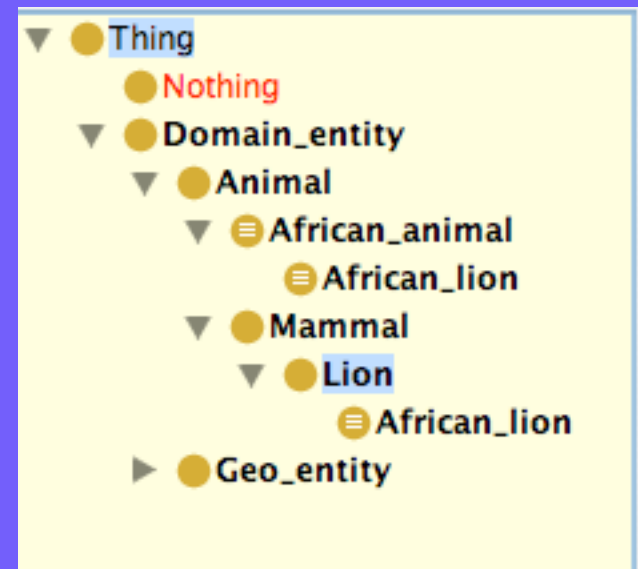 Thing
Nothing
Domain_entity
Animal
African_animal
African_lion
Mammal
Lion
African_lion
Geo_entity